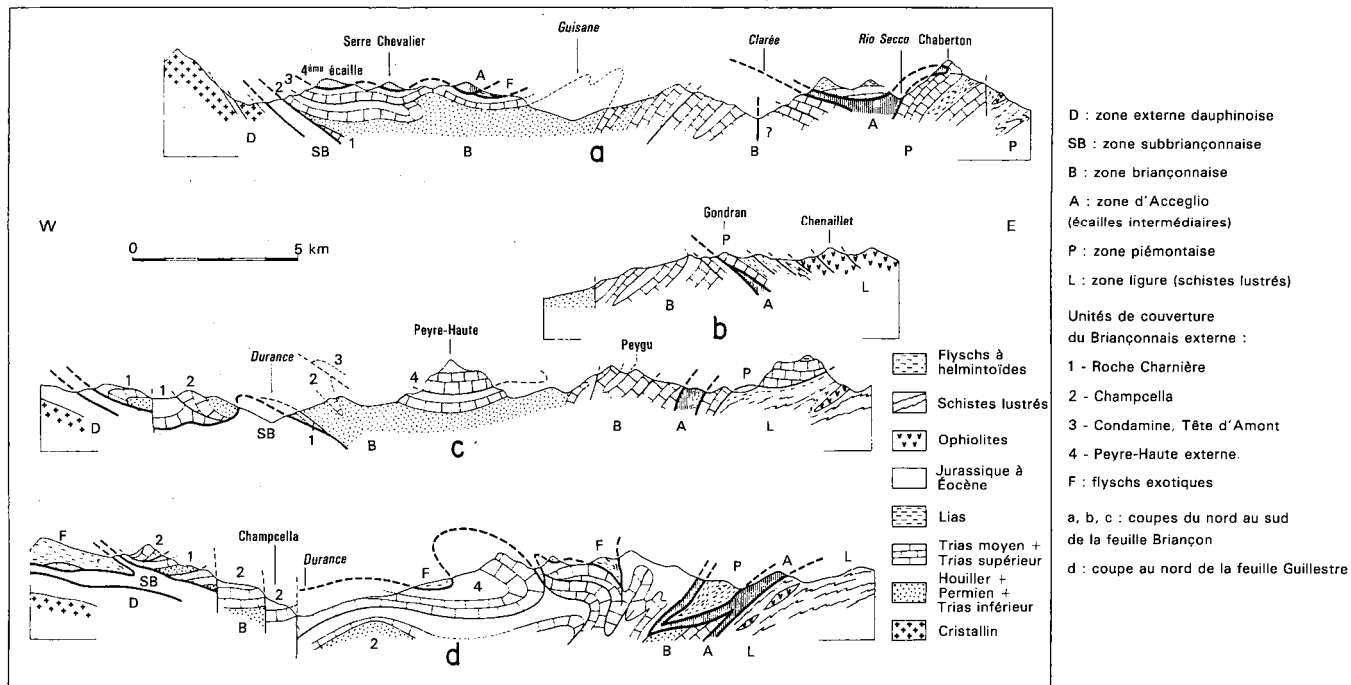 Serre Chevalier
Guisane
Clarée
Rio Secco Chaberton
4ème écaille
2 3
A F
D SB 1 B a B ? A P P
W E
0 5 km
Gondran
P
Chenaillet
B A L
b
Peyre-Haute
Durance
3
2
1 1 2
4
Peygu
P
D SB 1 B c B A L
Champcella
Durance
F 2 1 2 2 F 4 F P A L
SB D B 2 d B A L
Flyschs à
helmintoïdes
Schistes lustrés
Ophiolites
Jurassique à
Éocène
Lias
Trias moyen +
Trias supérieur
Houiller +
Permien +
Trias inférieur
Cristallin
D : zone externe dauphinoise
SB : zone subbriançonnaise
B : zone briançonnaise
A : zone d'Acceglio
(écailles intermédiaires)
P : zone piémontaise
L : zone ligure (schistes lustrés)
Unités de couverture
du Briançonnais externe :
1 - Roche Charnière
2 - Champcella
3 - Condamine, Tête d'Amont
4 - Peyre-Haute externe.
F : flyschs exotiques
a, b, c : coupes du nord au sud
de la feuille Briançon
d : coupe au nord de la feuille Guillestre